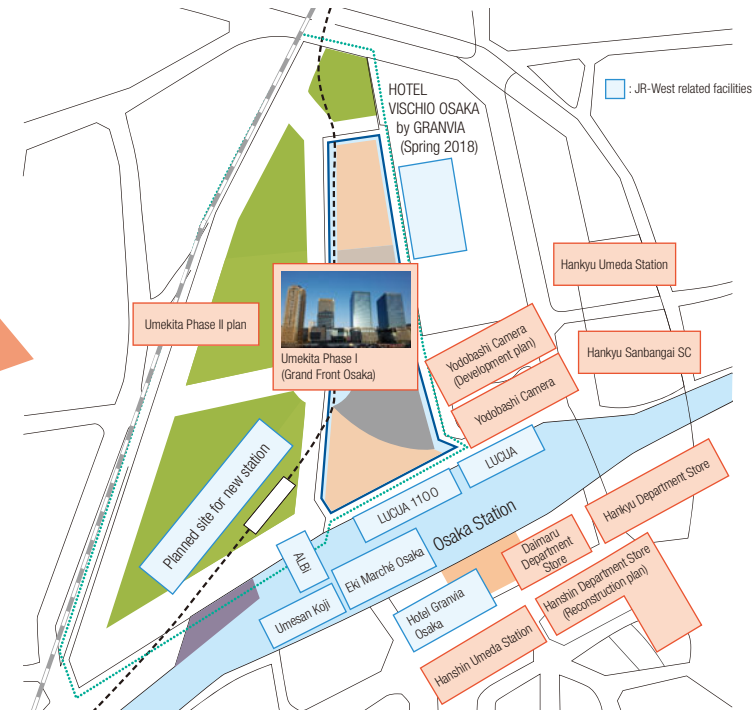 HOTEL
VISCHIO OSAKA
by GRANVIA
(Spring 2018)
: JR-West related facilities
Hankyu Umeda Station
Umekita Phase II plan
Umekita Phase I
(Grand Front Osaka)
Yodobashi Camera
(Development plan)
Hankyu Sanbangai SC
Yodobashi Camera
Planned site for new station
LUCUA
LUCUA 1100
Osaka Station
Hankyu Department Store
ALBi
Eki Marché Osaka
Daimaru
Department
Store
Umesan Koji
Hotel Granvia
Osaka
Hanshin Department Store
(Reconstruction plan)
Hanshin Umeda Station